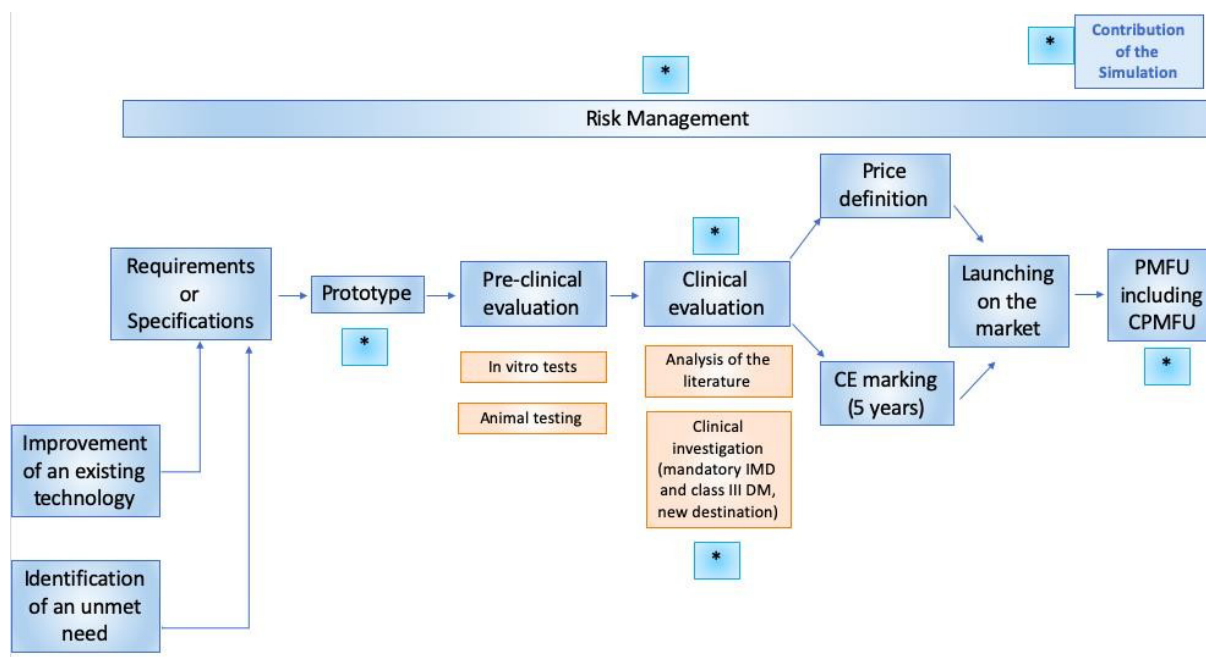 *
Contribution
of the
Simulation
*
Risk Management
Price
definition
*
Requirements
or
Specifications
Prototype
*
Pre-clinical
evaluation
Clinical
evaluation
Launching
on the
market
PMFU
including
CPMFU
*
In vitro tests
Animal testing
Analysis of the
literature
CE marking
(5 years)
Clinical
investigation
(mandatory IMD
and class III DM,
new destination)
*
Improvement
of an existing
technology
Identification
of an unmet
need